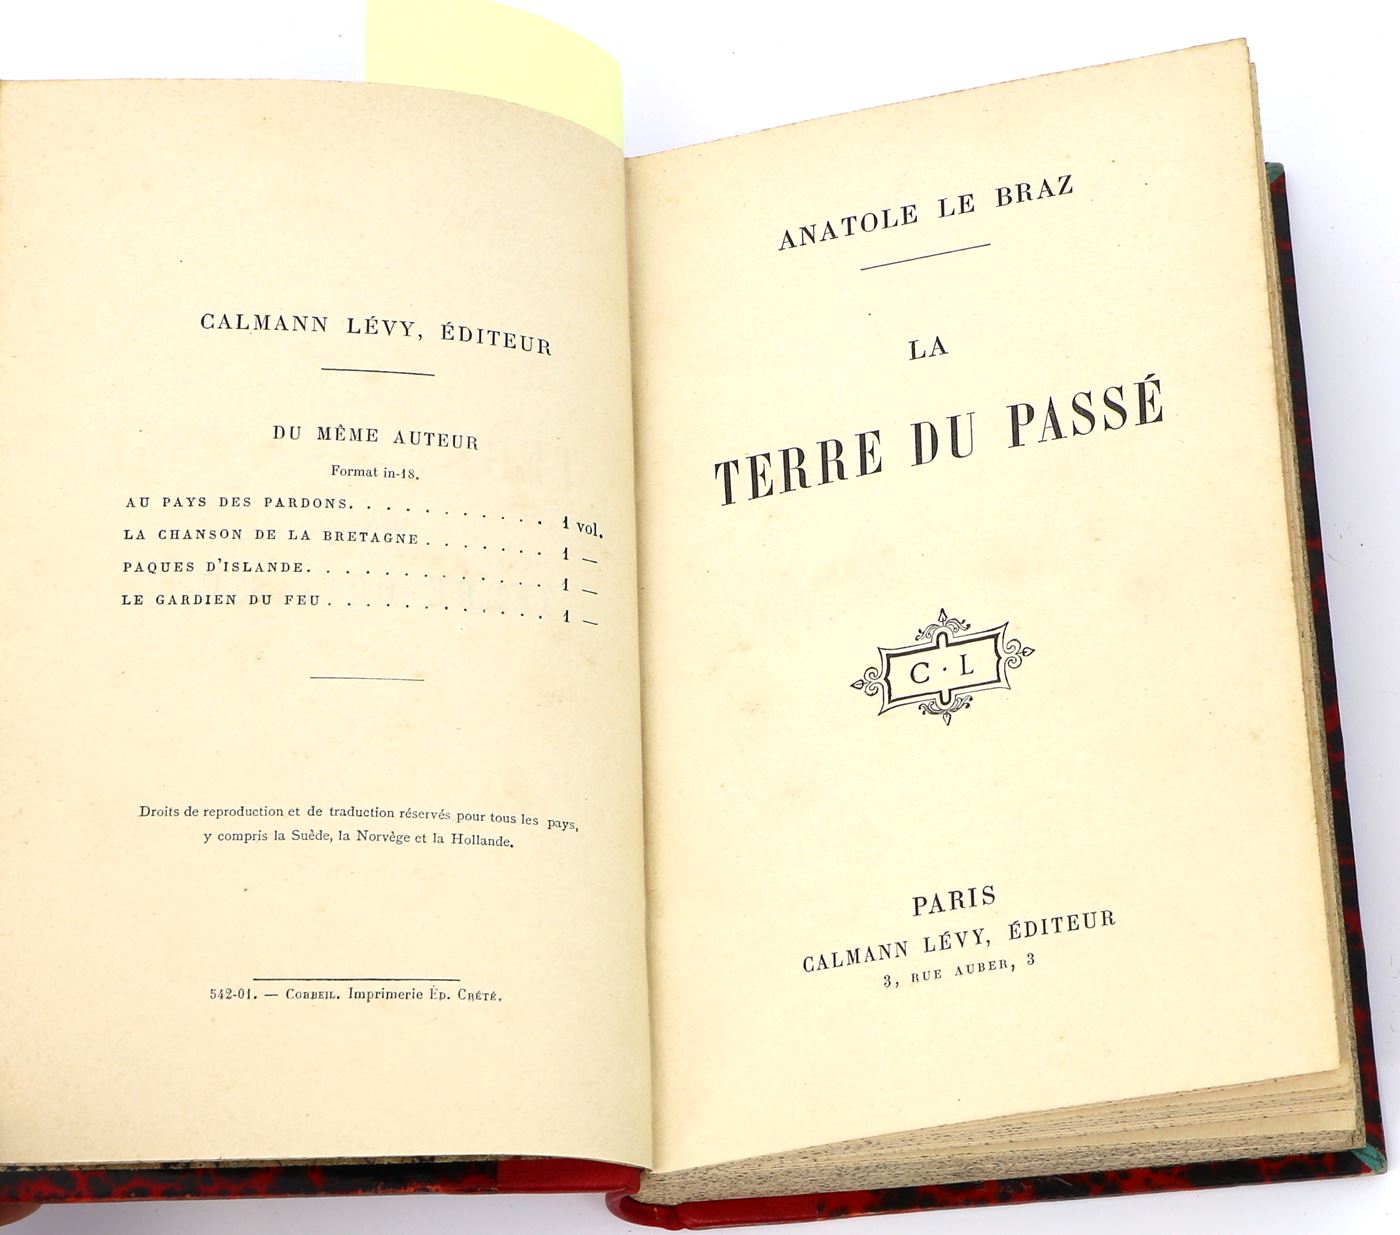 CALMANN LÉVY, ÉDITEUR
DU MÊME AUTEUR
Format in-18.
AU PAYS DES PARDONS. . . . . . . . . . . . 1 vol.
LA CHANSON DE LA BRETAGNE . . . . . . . . 1 —
PAQUES D'ISLANDE. . . . . . . . . . . . . . 1 —
LE GARDIEN DU FEU . . . . . . . . . . . . . 1 —
Droits de reproduction et de traduction réservés pour tous les pays,
y compris la Suède, la Norvège et la Hollande.
542-01. — CORBEIL. Imprimerie ÉD. CRÉTÉ.
ANATOLE LE BRAZ
LA
TERRE DU PASSÉ
C · L
PARIS
CALMANN LÉVY, ÉDITEUR
3, RUE AUBER, 3